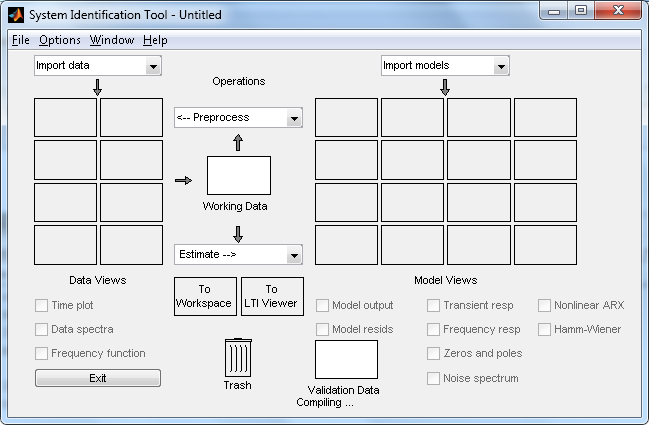 System Identification Tool - Untitled
File Options Window Help
Import data
Import models
Operations
<-- Preprocess
Working Data
Estimate -->
Data Views
To Workspace
To LTI Viewer
Model Views
Time plot
Data spectra
Frequency function
Exit
Model output
Model resids
Transient resp
Frequency resp
Zeros and poles
Noise spectrum
Nonlinear ARX
Hamm-Wiener
Trash
Validation Data
Compiling ...